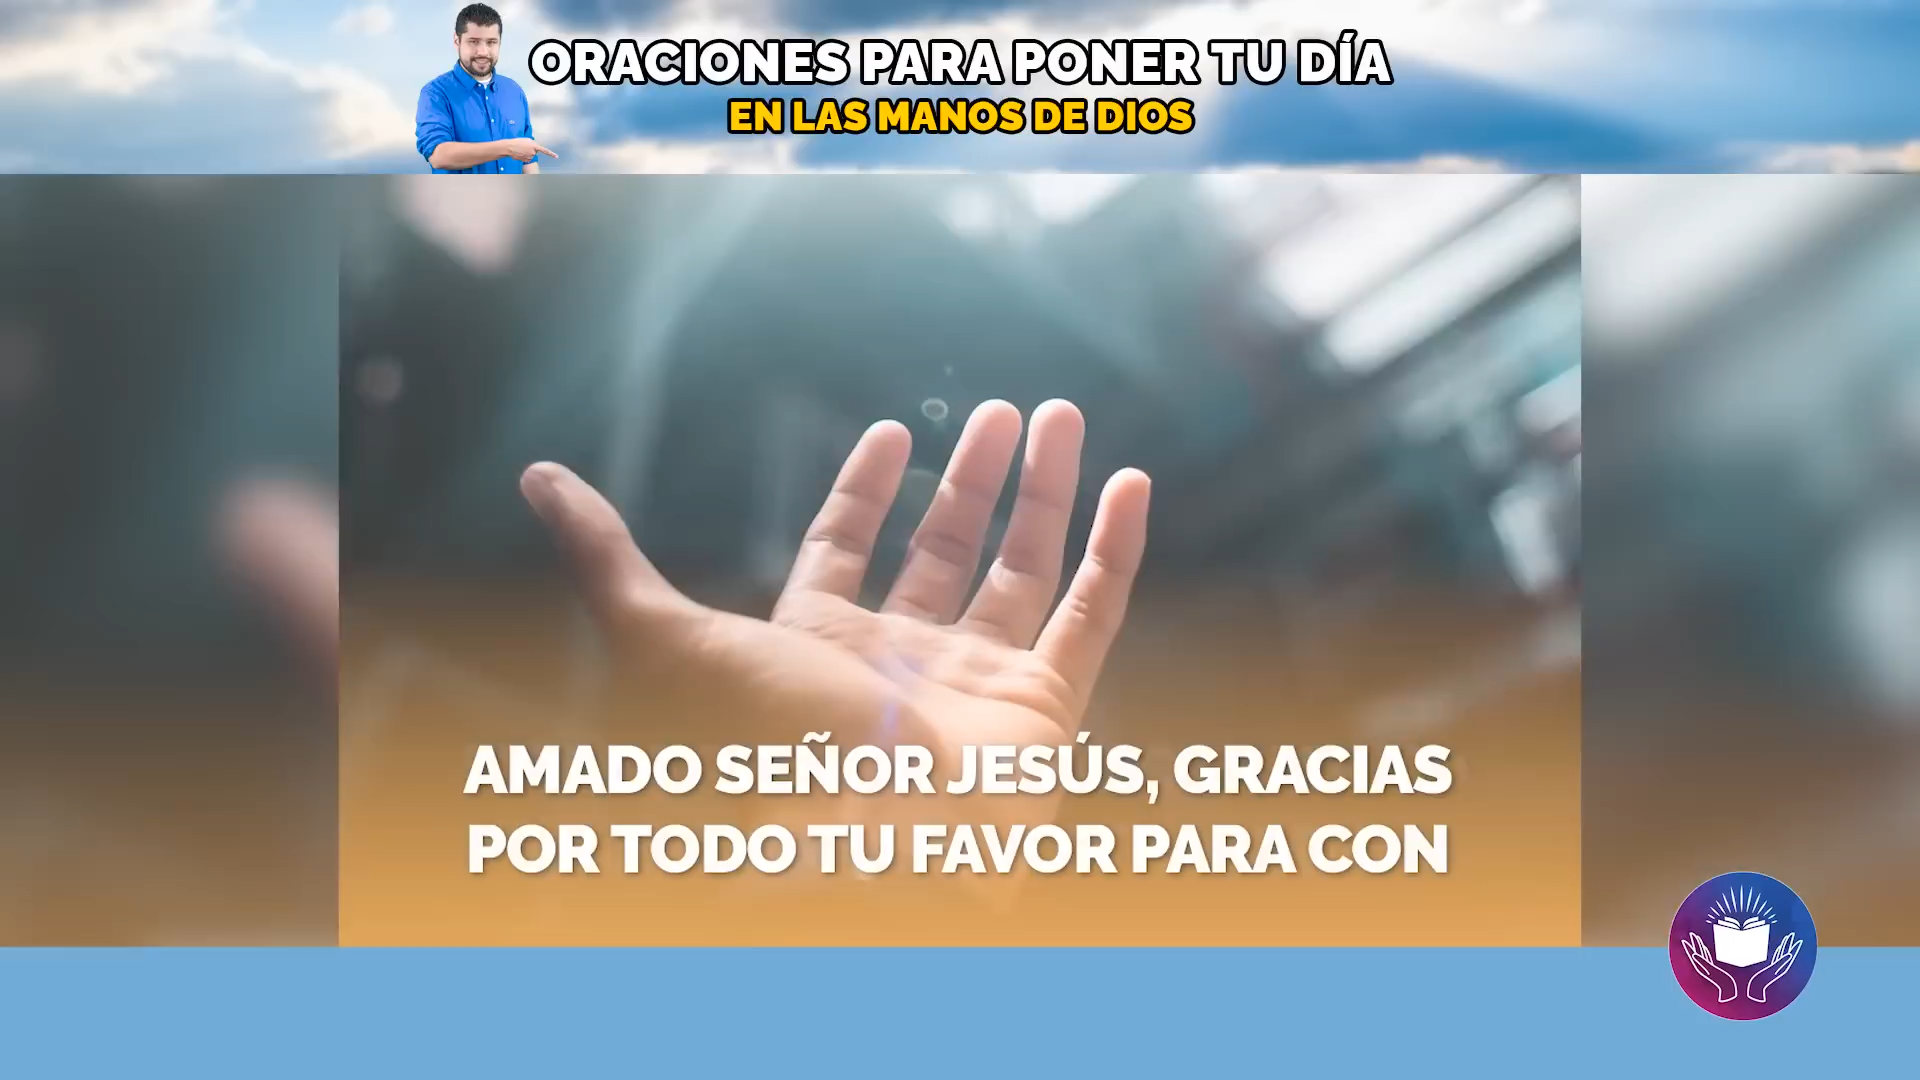 ORACIONES PARA PONER TU DÍA
EN LAS MANOS DE DIOS
AMADO SEÑOR JESÚS, GRACIAS
POR TODO TU FAVOR PARA CON